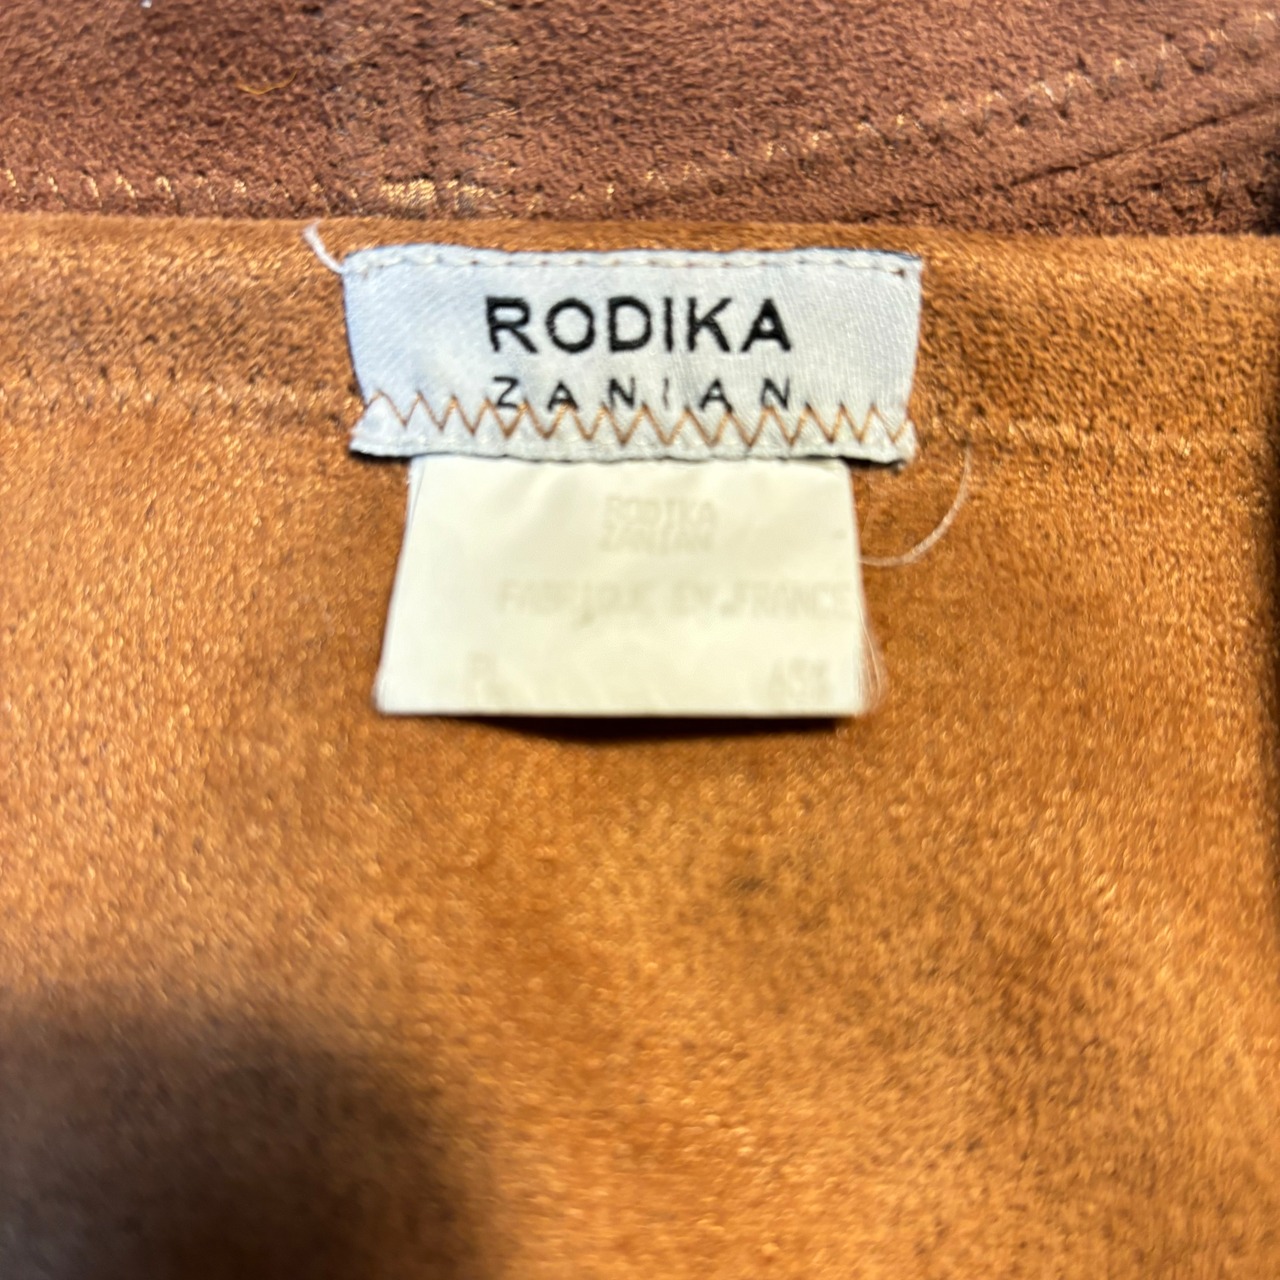 RODIKA
ZANIAN
RODIKA
ZANIAN
FABRIQUE EN FRANCE